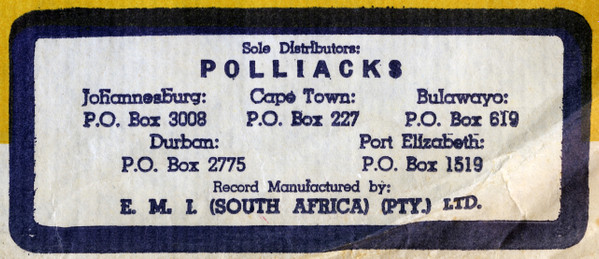 Sole Distributors:
POLLIACKS
Johannesburg: Cape Town: Bulawayo:
P.O. Box 3008 P.O. Box 227 P.O. Box 619
Durban: Port Elizabeth:
P.O. Box 2775 P.O. Box 1519
Record Manufactured by:
E. M. I. (SOUTH AFRICA) (PTY.) LTD.